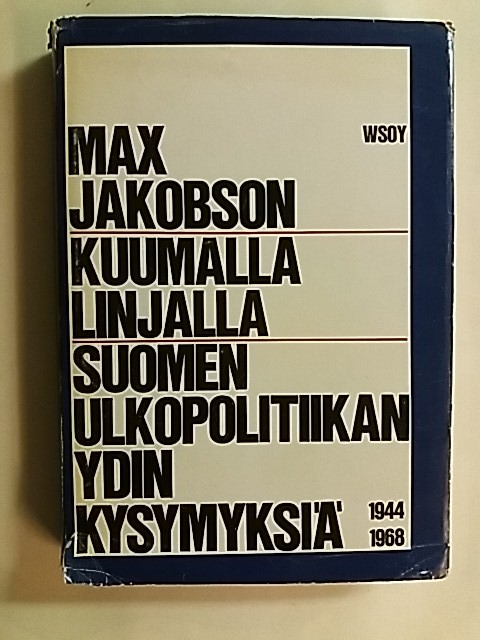 MAX
WSOY
JAKOBSON
KUUMALLA
LINJALLA
SUOMEN
ULKOPOLITIIKAN
YDIN
KYSYMYKSIÄ
1944
1968